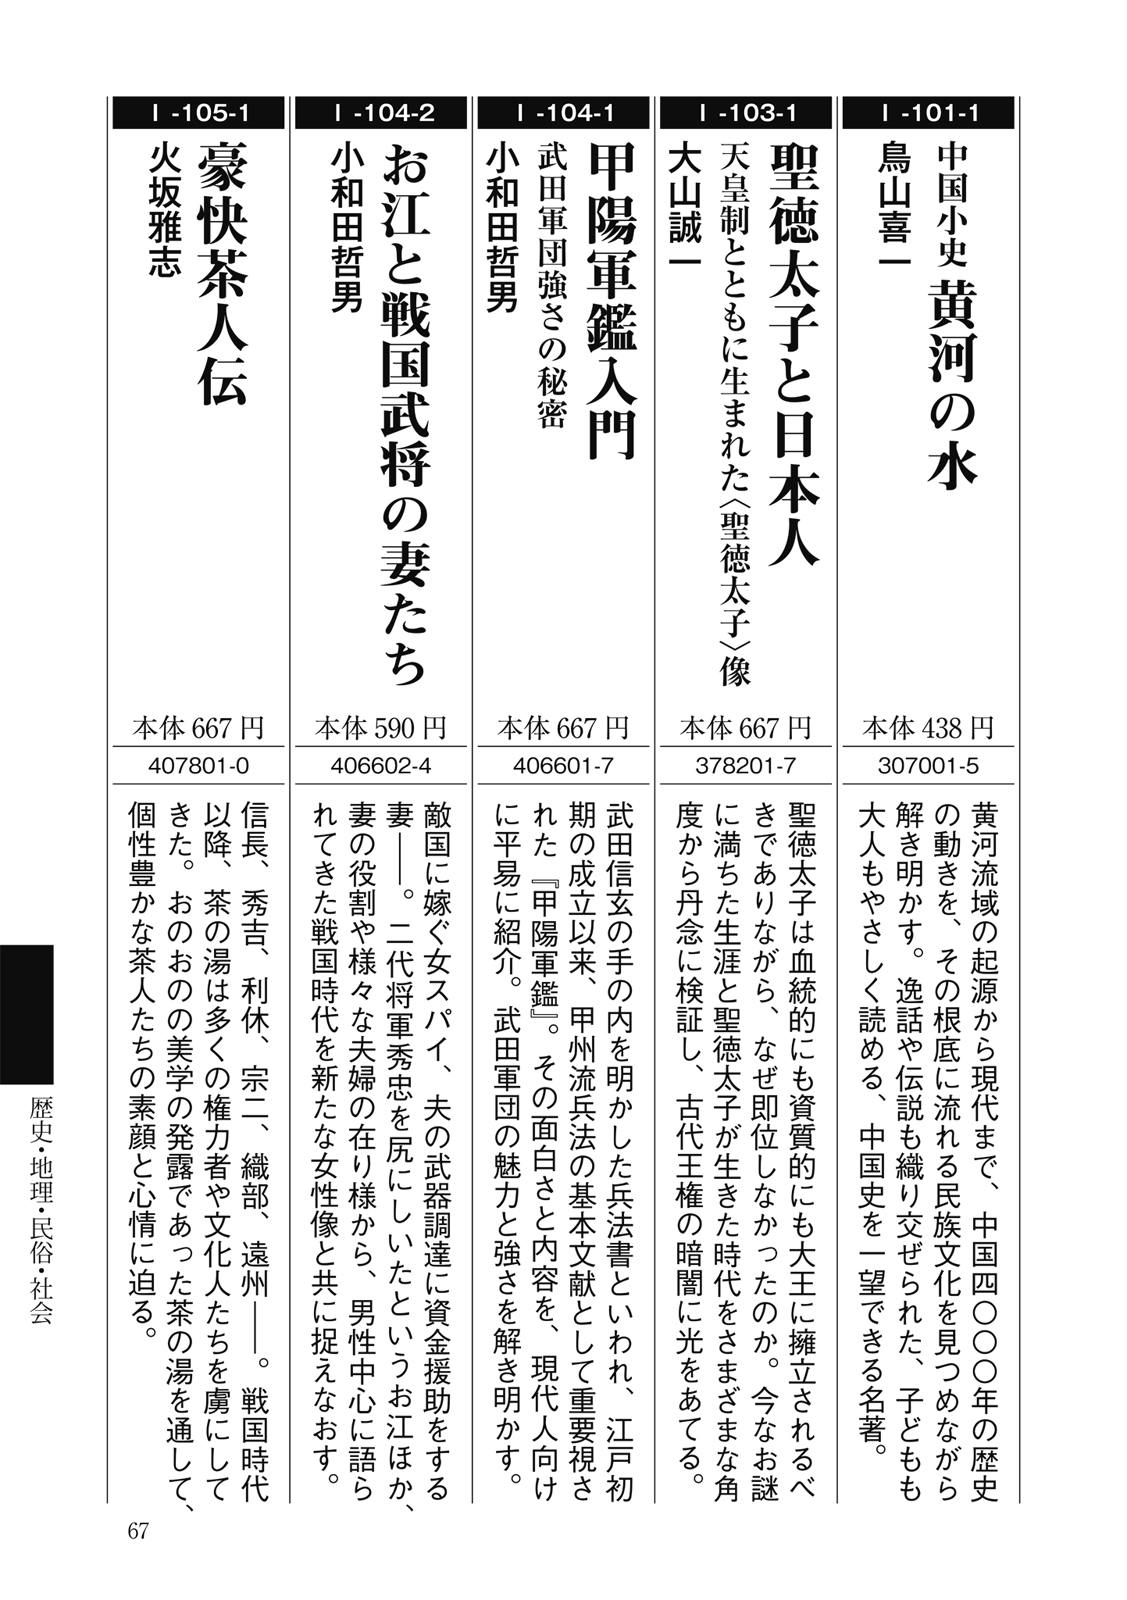 I-101-1
中国小史 黄河の水
鳥山喜一
本体438円
307001-5
黄河流域の起源から現代まで、中国四〇〇〇年の歴史
の動きを、その根底に流れる民族文化を見つめながら
解き明かす。逸話や伝説も織り交ぜられた、子どもも
大人もやさしく読める、中国史を一望できる名著。
I-103-1
聖徳太子と日本人
天皇制とともに生まれた〈聖徳太子〉像
大山誠一
本体667円
378201-7
聖徳太子は血統的にも資質的にも大王に擁立されるべ
きでありながら、なぜ即位しなかったのか。今なお謎
に満ちた生涯と聖徳太子が生きた時代をさまざまな角
度から丹念に検証し、古代王権の暗闇に光をあてる。
I-104-1
甲陽軍鑑入門
武田軍団強さの秘密
小和田哲男
本体667円
406601-7
武田信玄の手の内を明かした兵法書といわれ、江戸初
期の成立以来、甲州流兵法の基本文献として重要視さ
れた『甲陽軍鑑』。その面白さと内容を、現代人向け
に平易に紹介。武田軍団の魅力と強さを解き明かす。
I-104-2
お江と戦国武将の妻たち
小和田哲男
本体590円
406602-4
敵国に嫁ぐ女スパイ、夫の武器調達に資金援助をする
妻――。二代将軍秀忠を尻にしいたというお江ほか、
妻の役割や様々な夫婦の在り様から、男性中心に語ら
れてきた戦国時代を新たな女性像と共に捉えなおす。
I-105-1
豪快茶人伝
火坂雅志
本体667円
407801-0
信長、秀吉、利休、宗二、織部、遠州――。戦国時代
以降、茶の湯は多くの権力者や文化人たちを虜にして
きた。おのおのの美学の発露であった茶の湯を通して、
個性豊かな茶人たちの素顔と心情に迫る。
歴史・地理・民俗・社会
67